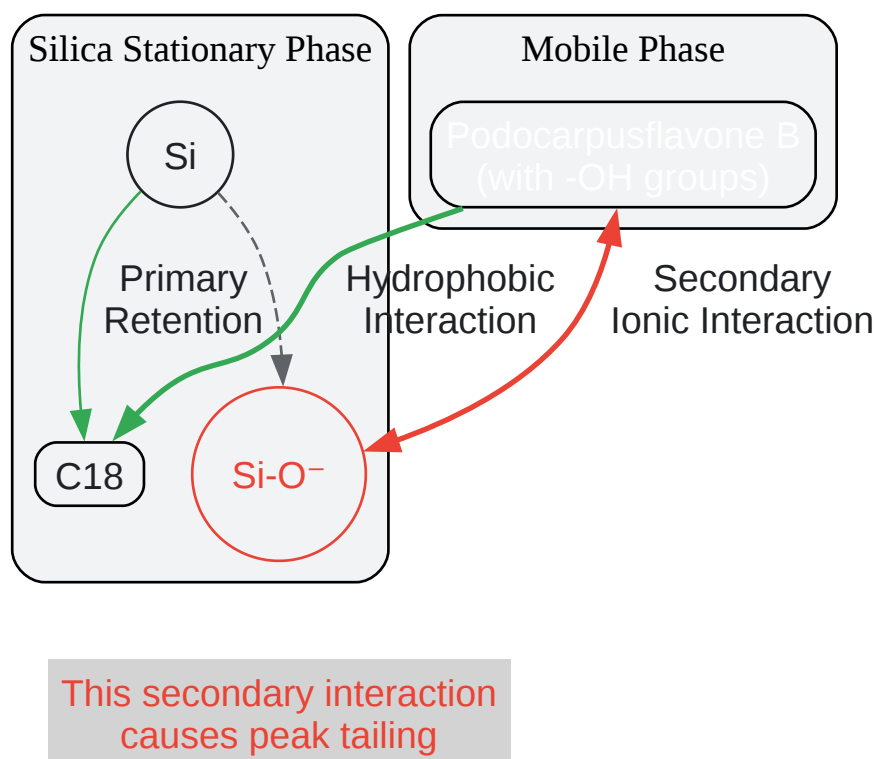 Silica Stationary Phase
Mobile Phase
Podocarpusflavone B
(with -OH groups)
Si
Primary
Retention
Hydrophobic
Interaction
Secondary
Ionic Interaction
C18
Si-O⁻
This secondary interaction
causes peak tailing